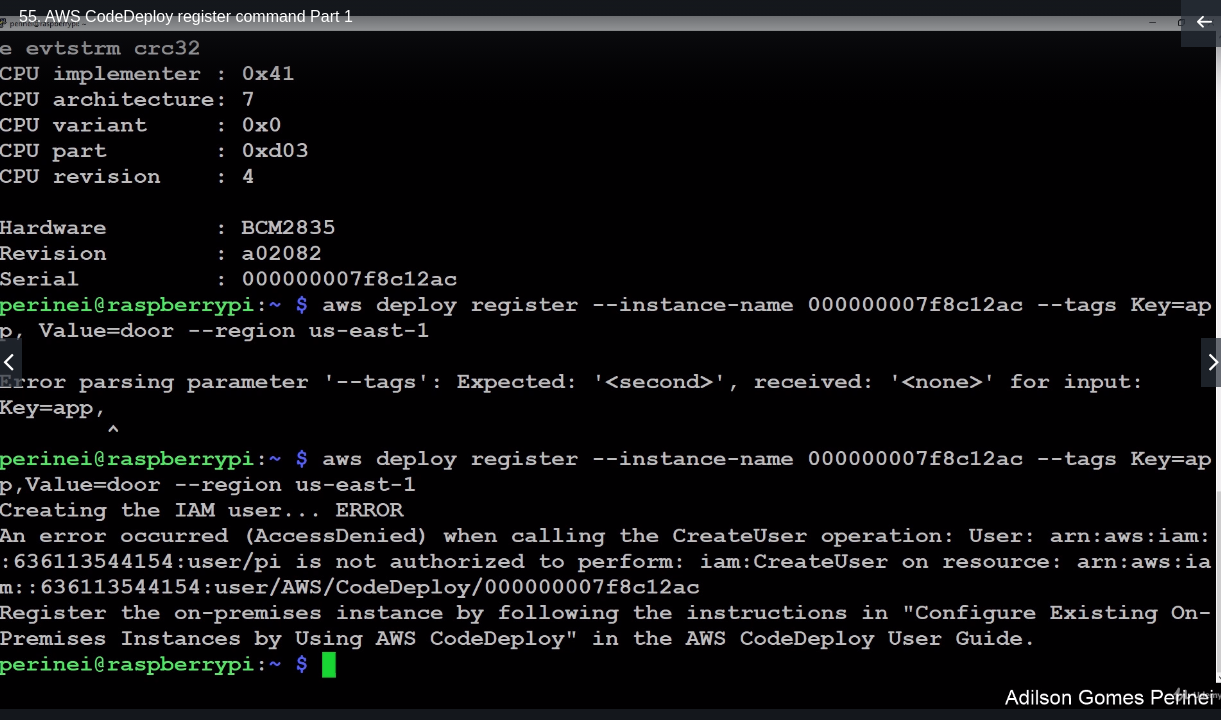 55. AWS CodeDeploy register command Part 1
e evtstrm crc32
CPU implementer : 0x41
CPU architecture: 7
CPU variant : 0x0
CPU part : 0xd03
CPU revision : 4
Hardware : BCM2835
Revision : a02082
Serial : 000000007f8c12ac
perinei@raspberrypi:~ $ aws deploy register --instance-name 000000007f8c12ac --tags Key=ap
p, Value=door --region us-east-1
Error parsing parameter '--tags': Expected: '<second>', received: '<none>' for input:
Key=app,
^
perinei@raspberrypi:~ $ aws deploy register --instance-name 000000007f8c12ac --tags Key=ap
p,Value=door --region us-east-1
Creating the IAM user... ERROR
An error occurred (AccessDenied) when calling the CreateUser operation: User: arn:aws:iam:
:636113544154:user/pi is not authorized to perform: iam:CreateUser on resource: arn:aws:ia
m::636113544154:user/AWS/CodeDeploy/000000007f8c12ac
Register the on-premises instance by following the instructions in "Configure Existing On-
Premises Instances by Using AWS CodeDeploy" in the AWS CodeDeploy User Guide.
perinei@raspberrypi:~ $
Adilson Gomes Perinei